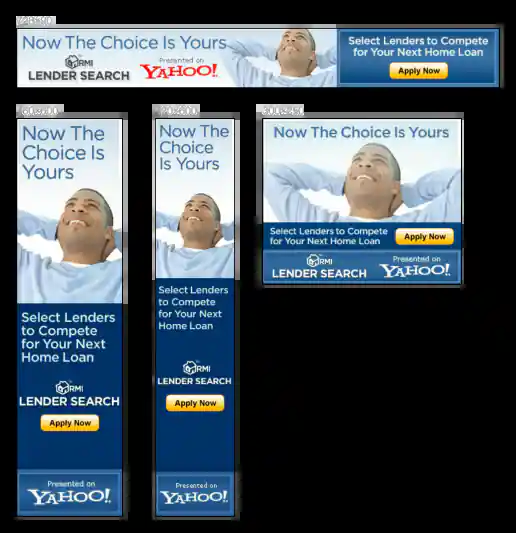 728x90
Now The Choice Is Yours
RMI
LENDER SEARCH
Presented on
YAHOO!
Select Lenders to Compete
for Your Next Home Loan
Apply Now
160x600
Now The
Choice Is
Yours
Select Lenders
to Compete
for Your Next
Home Loan
RMI
LENDER SEARCH
Apply Now
Presented on
YAHOO!
120x600
Now The
Choice
Is Yours
Select Lenders
to Compete
for Your Next
Home Loan
RMI
LENDER SEARCH
Apply Now
Presented on
YAHOO!
300x250
Now The Choice Is Yours
Select Lenders to Compete
for Your Next Home Loan
Apply Now
RMI
LENDER SEARCH
Presented on
YAHOO!